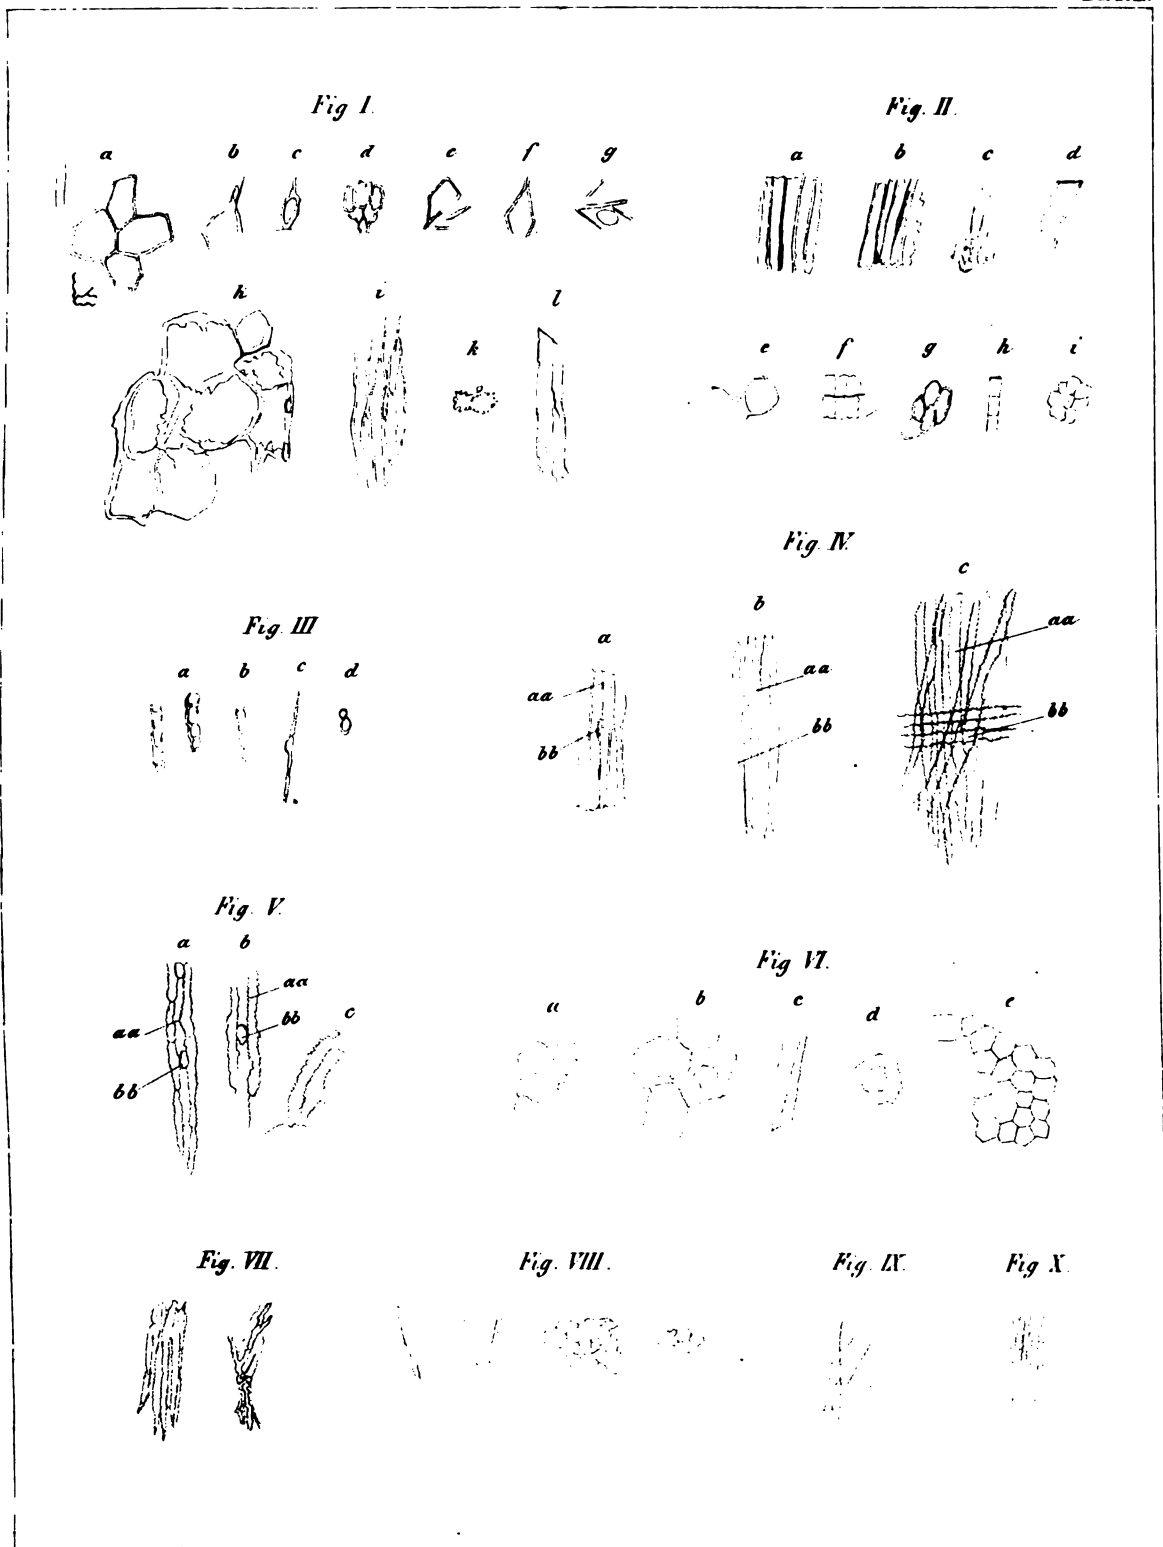 Fig I.
Fig. II.
a b c d e f g
a b c d
h i k l
e f g h i
Fig. IV.
Fig. III
a b c d
a b c
aa bb
aa bb
aa bb
Fig. V.
a b c
aa bb
aa bb
Fig VI.
a b c d e
Fig. VII.
Fig. VIII.
Fig. IX.
Fig X.